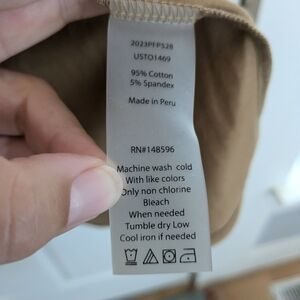 2023PFP528
USTO1469
95% Cotton
5% Spandex
Made in Peru
RN#148596
Machine wash cold
With like colors
Only non chlorine
Bleach
When needed
Tumble dry Low
Cool iron if needed